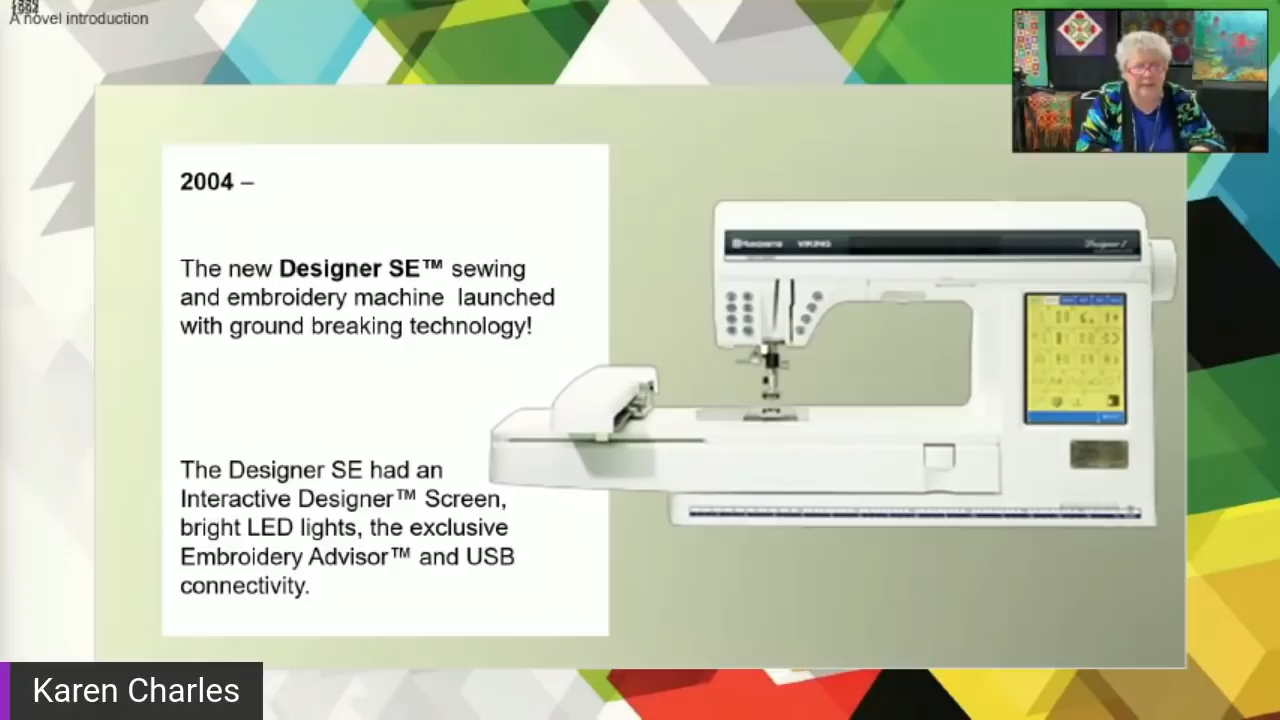 A novel introduction
2004 –
The new Designer SE™ sewing
and embroidery machine  launched
with ground breaking technology!
The Designer SE had an
Interactive Designer™ Screen,
bright LED lights, the exclusive
Embroidery Advisor™ and USB
connectivity.
Husqvarna VIKING
Designer I
Karen Charles